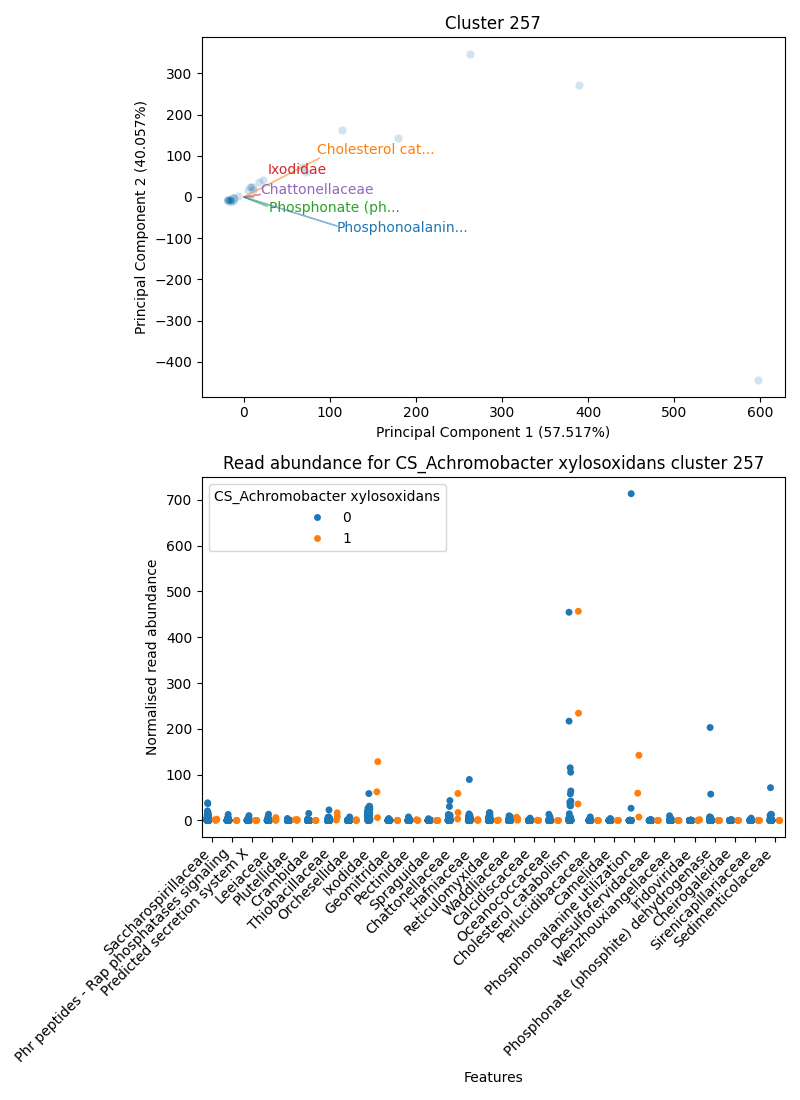 Cluster 257
Principal Component 2 (40.057%)
300
200
100
0
−100
−200
−300
−400
Cholesterol cat...
Ixodidae
Chattonellaceae
Phosphonate (ph...
Phosphonoalanin...
0
100
200
300
400
500
600
Principal Component 1 (57.517%)
Read abundance for CS_Achromobacter xylosoxidans cluster 257
Normalised read abundance
700
600
500
400
300
200
100
0
CS_Achromobacter xylosoxidans
0
1
Saccharospirillaceae
Phr peptides - Rap phosphatases signaling
Predicted secretion system X
Leelaceae
Plutellidae
Crambidae
Thiobacillaceae
Orchesellidae
Ixodidae
Geomitridae
Pectinidae
Spraguidae
Chattonellaceae
Hafniaceae
Reticulomyxidae
Waddliaceae
Calcidiscaceae
Oceanococcaceae
Cholesterol catabolism
Perlucidibacaceae
Camelidae
Phosphonoalanine utilization
Desulfofervidaceae
Wenzhouxiangellaceae
Iridoviridae
Phosphonate (phosphite) dehydrogenase
Cheirogaleidae
Sirenicapillariaceae
Sedimenticolaceae
Features